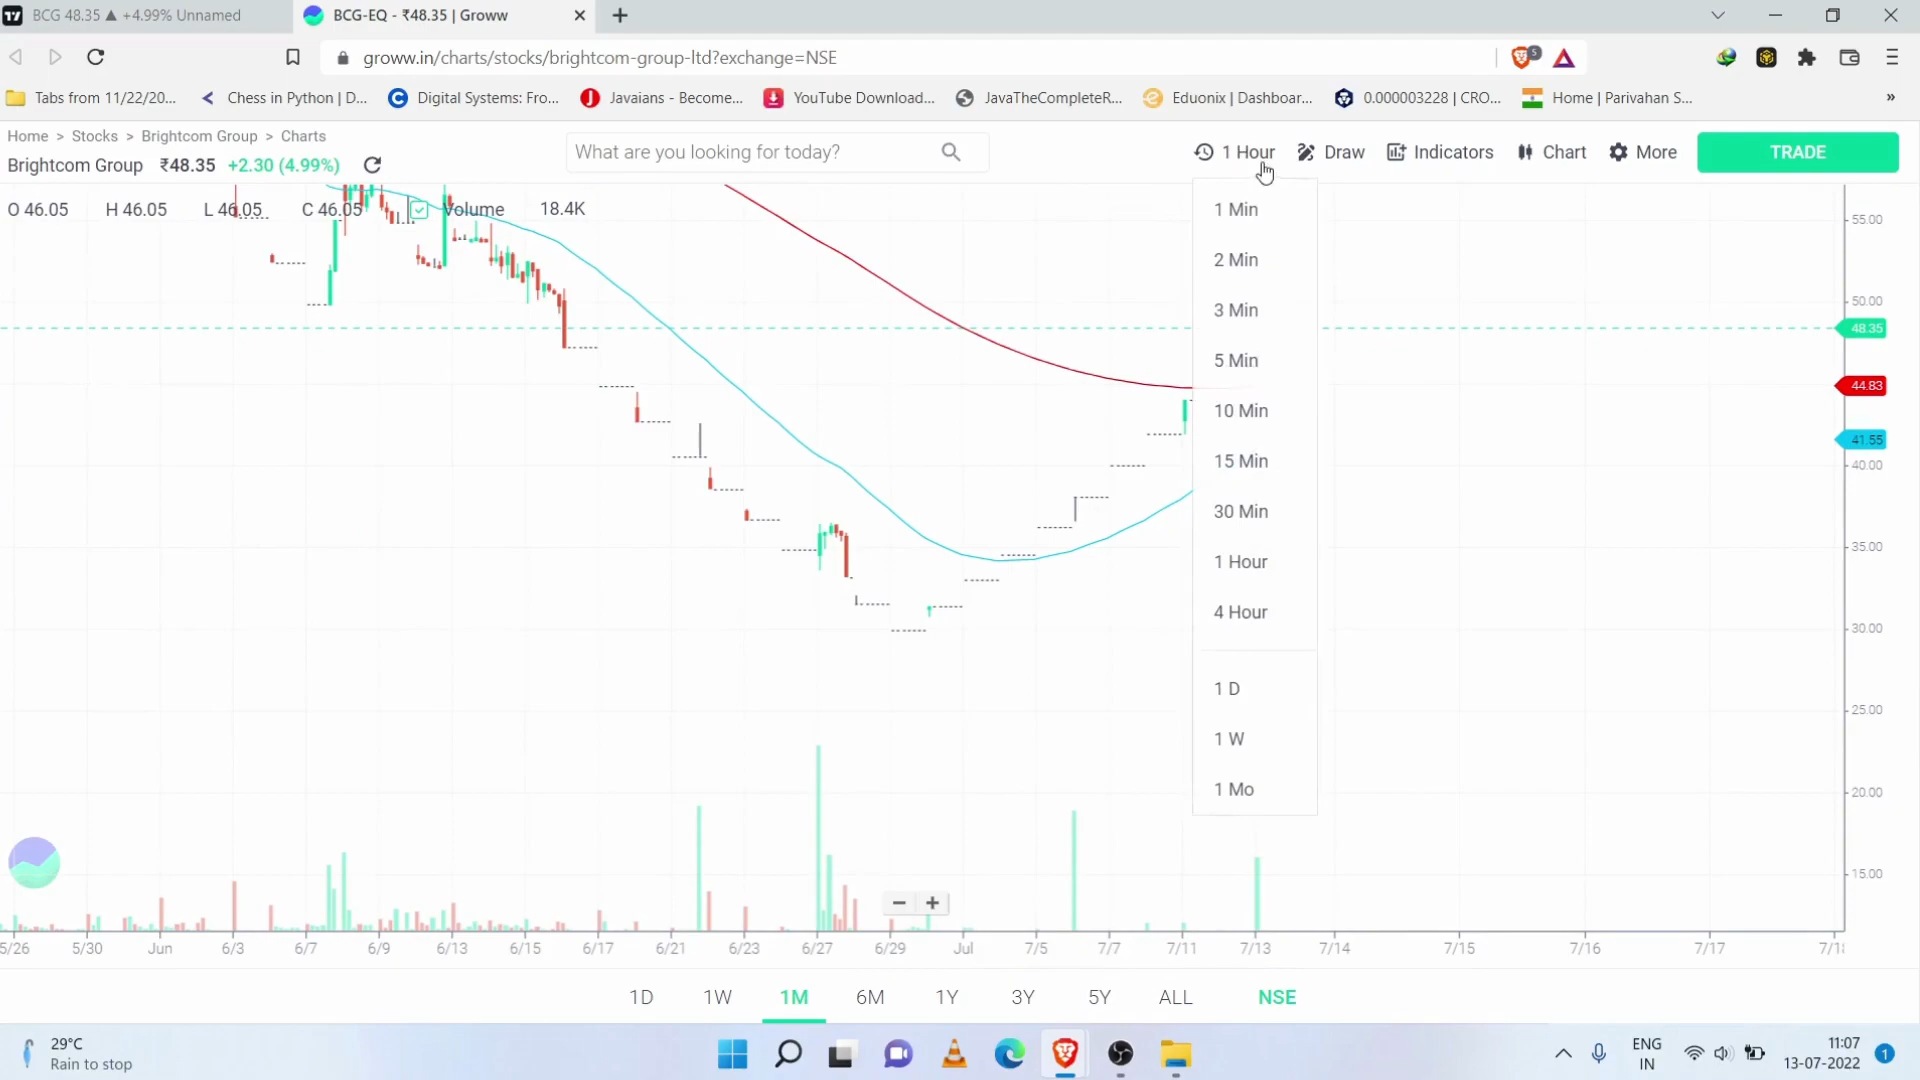 BCG 48.35 ▲ +4.99% Unnamed
BCG-EQ - ₹48.35 | Groww
groww.in/charts/stocks/brightcom-group-ltd?exchange=NSE
5
Tabs from 11/22/20...
Chess in Python | D...
Digital Systems: Fro...
Javaians - Become...
YouTube Download...
JavaTheCompleteR...
Eduonix | Dashboar...
0.000003228 | CRO...
Home | Parivahan S...
»
Home > Stocks > Brightcom Group > Charts
Brightcom Group ₹48.35 +2.30 (4.99%)
What are you looking for today?
1 Hour
Draw
Indicators
Chart
More
TRADE
O 46.05 H 46.05 L 46.05 C 46.05 Volume 18.4K
1 Min
2 Min
3 Min
5 Min
10 Min
15 Min
30 Min
1 Hour
4 Hour
1 D
1 W
1 Mo
55.00
50.00
48.35
44.83
41.55
40.00
35.00
30.00
25.00
20.00
15.00
5/26 5/30 Jun 6/3 6/7 6/9 6/13 6/15 6/17 6/21 6/23 6/27 6/29 Jul 7/5 7/7 7/11 7/13 7/14 7/15 7/16 7/17
1D 1W 1M 6M 1Y 3Y 5Y ALL NSE
29°C
Rain to stop
ENG
IN
11:07
13-07-2022
1